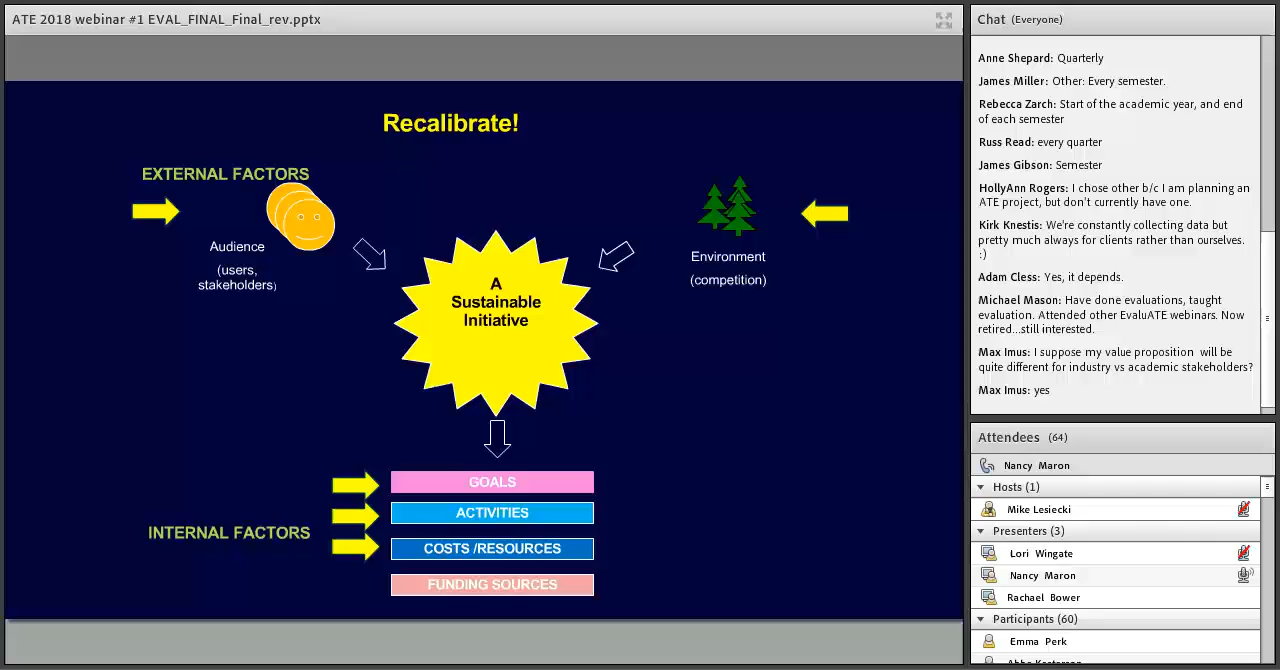 ATE 2018 webinar #1 EVAL_FINAL_Final_rev.pptx
Recalibrate!
EXTERNAL FACTORS
Audience
(users,
stakeholders)
Environment
(competition)
A
Sustainable
Initiative
GOALS
ACTIVITIES
INTERNAL FACTORS
COSTS /RESOURCES
FUNDING SOURCES
Chat (Everyone)
Anne Shepard: Quarterly
James Miller: Other: Every semester.
Rebecca Zarch: Start of the academic year, and end
of each semester
Russ Read: every quarter
James Gibson: Semester
HollyAnn Rogers: I chose other b/c I am planning an
ATE project, but don't currently have one.
Kirk Knestis: We're constantly collecting data but
pretty much always for clients rather than ourselves.
:)
Adam Cless: Yes, it depends.
Michael Mason: Have done evaluations, taught
evaluation. Attended other EvaluATE webinars. Now
retired...still interested.
Max Imus: I suppose my value proposition will be
quite different for industry vs academic stakeholders?
Max Imus: yes
Attendees (64)
Nancy Maron
Hosts (1)
Mike Lesiecki
Presenters (3)
Lori Wingate
Nancy Maron
Rachael Bower
Participants (60)
Emma Perk